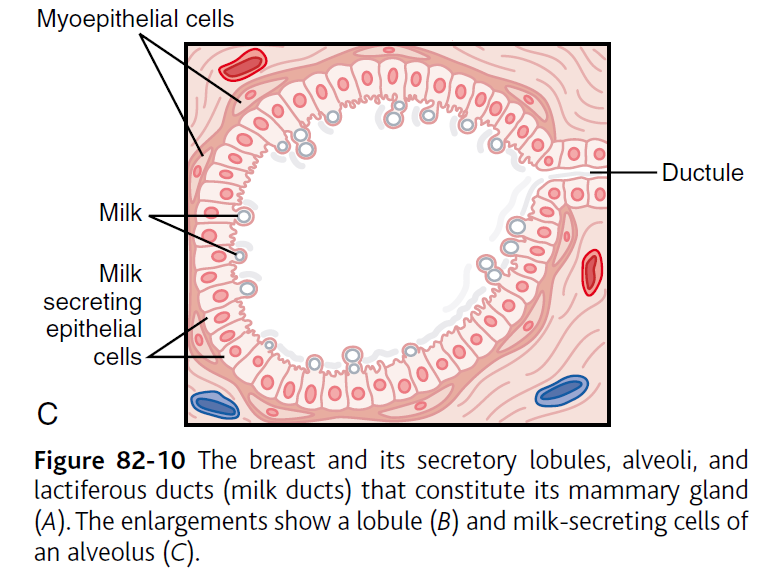 Myoepithelial cells
Ductule
Milk
Milk
secreting
epithelial
cells
C
Figure 82-10 The breast and its secretory lobules, alveoli, and
lactiferous ducts (milk ducts) that constitute its mammary gland
(A). The enlargements show a lobule (B) and milk-secreting cells of
an alveolus (C).